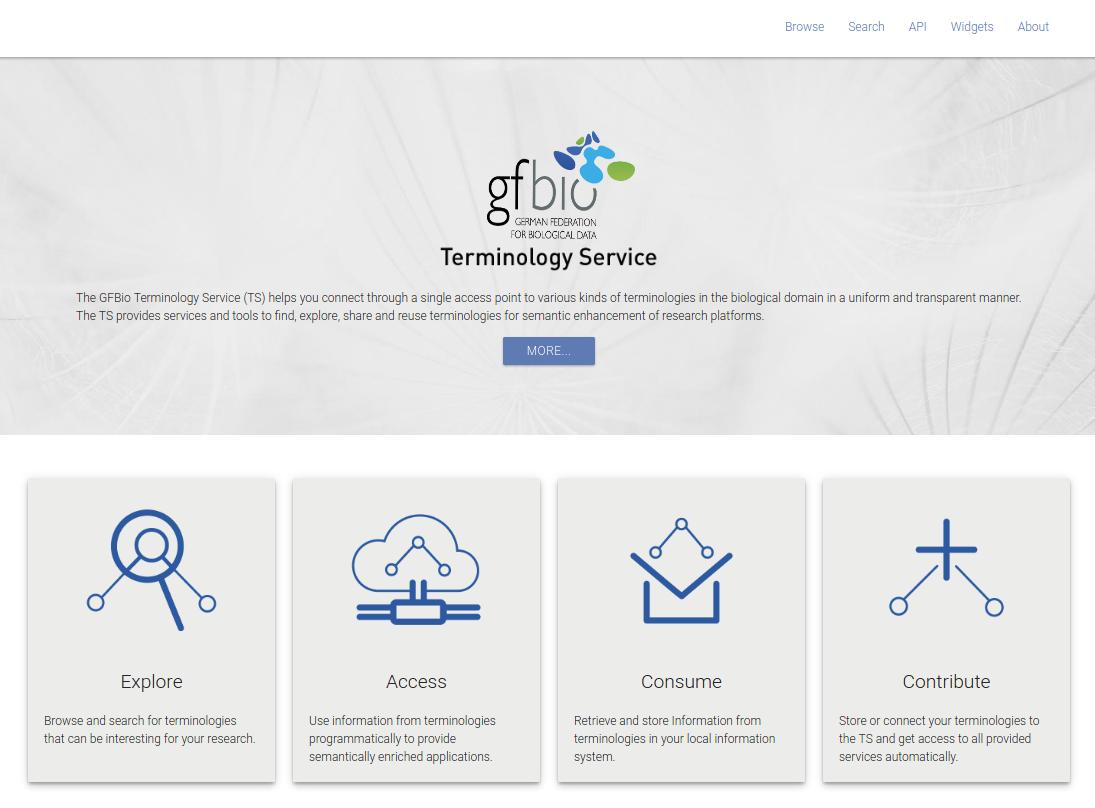 Browse Search API Widgets About
gfbio
GERMAN FEDERATION
FOR BIOLOGICAL DATA
Terminology Service
The GFBio Terminology Service (TS) helps you connect through a single access point to various kinds of terminologies in the biological domain in a uniform and transparent manner.
The TS provides services and tools to find, explore, share and reuse terminologies for semantic enhancement of research platforms.
MORE...
Explore
Browse and search for terminologies
that can be interesting for your research.
Access
Use information from terminologies
programmatically to provide
semantically enriched applications.
Consume
Retrieve and store Information from
terminologies in your local information
system.
Contribute
Store or connect your terminologies to
the TS and get access to all provided
services automatically.